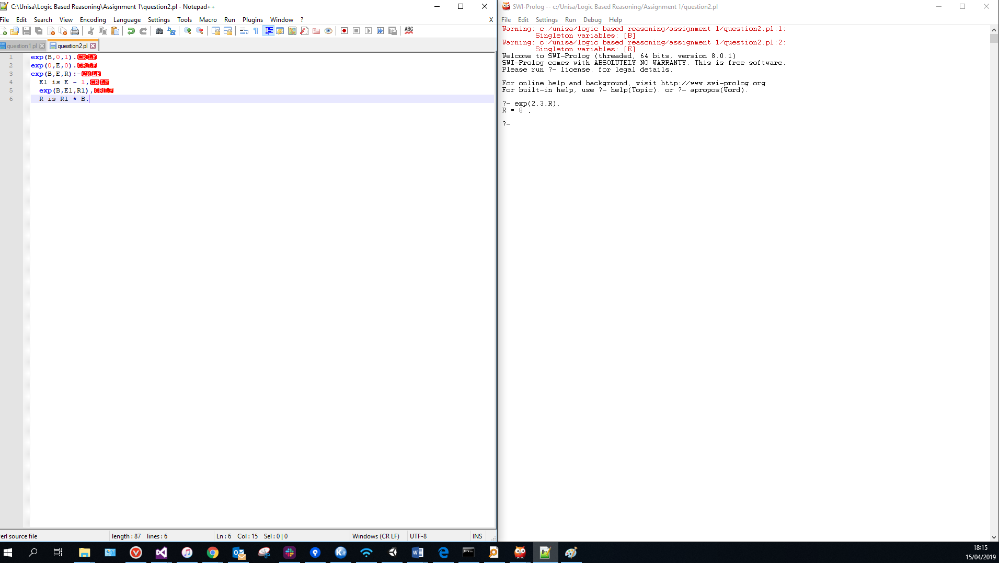 C:\Unisa\Logic Based Reasoning\Assignment 1\question2.pl - Notepad++
File Edit Search View Encoding Language Settings Tools Macro Run Plugins Window ? X
ABC
question1.pl question2.pl
1 exp(B,0,1).CRLF
2 exp(0,E,0).CRLF
3 exp(B,E,R):-CRLF
4 E1 is E - 1,CRLF
5 exp(B,E1,R1),CRLF
6 R is R1 * B.
erl source file length : 87 lines : 6 Ln : 6 Col : 15 Sel : 0 | 0 Windows (CR LF) UTF-8 INS
SWI-Prolog -- c:/Unisa/Logic Based Reasoning/Assignment 1/question2.pl
File Edit Settings Run Debug Help
Warning: c:/unisa/logic based reasoning/assignment 1/question2.pl:1:
Singleton variables: [B]
Warning: c:/unisa/logic based reasoning/assignment 1/question2.pl:2:
Singleton variables: [E]
Welcome to SWI-Prolog (threaded, 64 bits, version 8.0.1)
SWI-Prolog comes with ABSOLUTELY NO WARRANTY. This is free software.
Please run ?- license. for legal details.
For online help and background, visit http://www.swi-prolog.org
For built-in help, use ?- help(Topic). or ?- apropos(Word).
?- exp(2,3,R).
R = 8 .
?-
18:15
15/04/2019